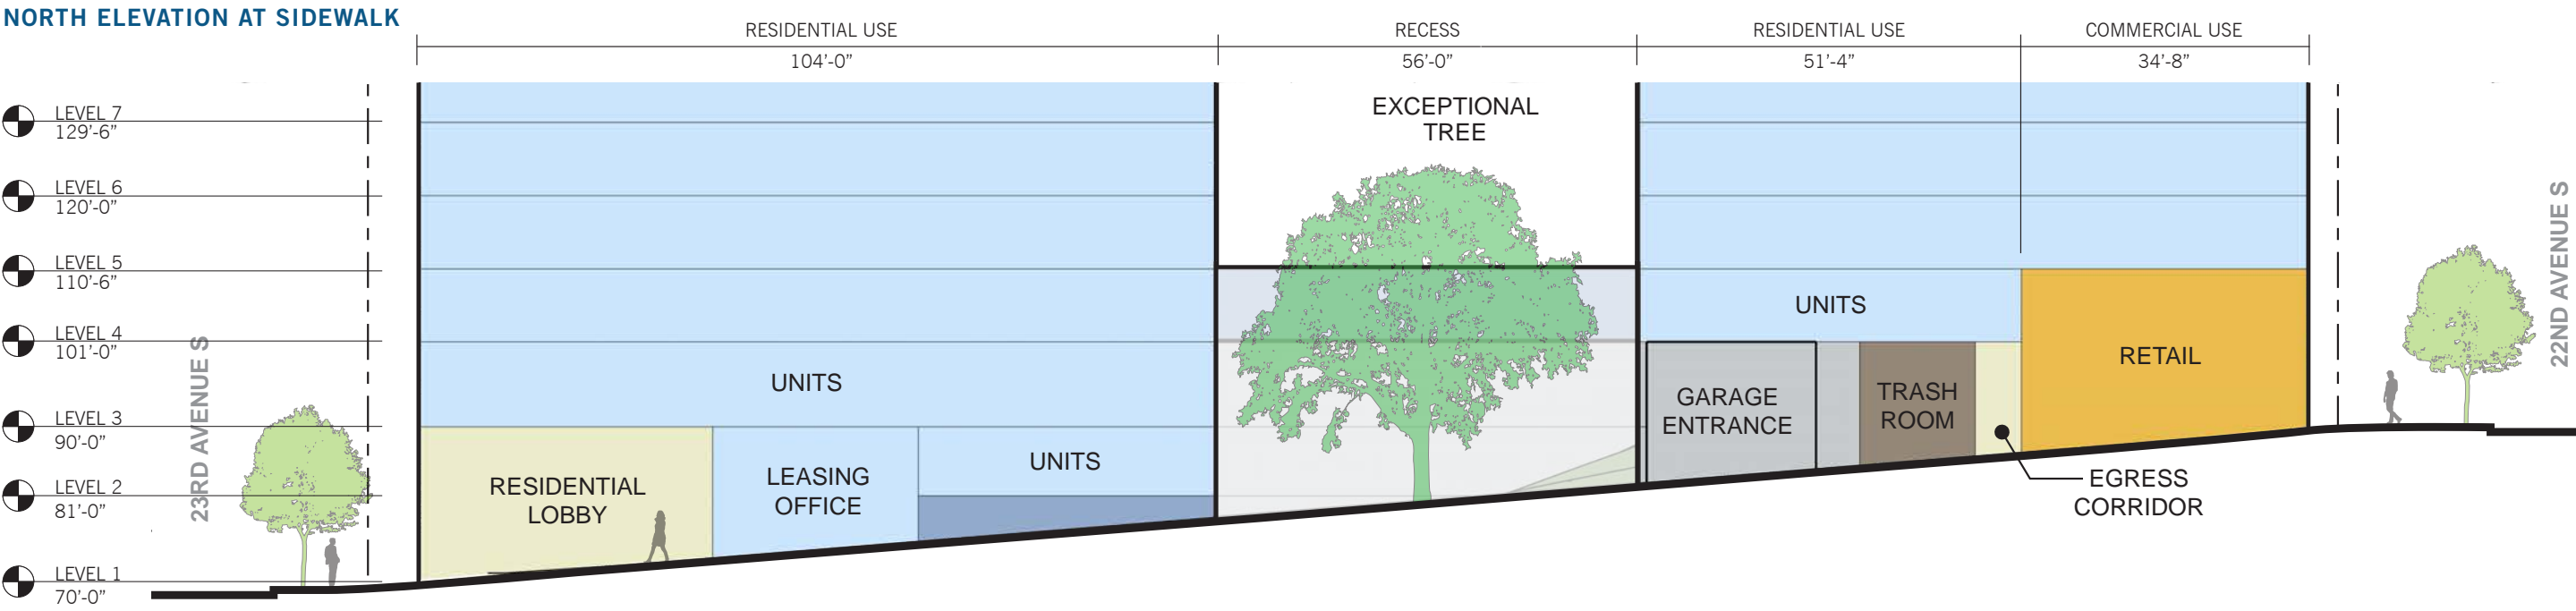 NORTH ELEVATION AT SIDEWALK
RESIDENTIAL USE
104’-0”
RECESS
56’-0”
RESIDENTIAL USE
51’-4”
COMMERCIAL USE
34’-8”
LEVEL 7
129’-6”
LEVEL 6
120’-0”
LEVEL 5
110’-6”
LEVEL 4
101’-0”
LEVEL 3
90’-0”
LEVEL 2
81’-0”
LEVEL 1
70’-0”
23RD AVENUE S
UNITS
RESIDENTIAL
LOBBY
LEASING
OFFICE
UNITS
EXCEPTIONAL
TREE
UNITS
GARAGE
ENTRANCE
TRASH
ROOM
RETAIL
EGRESS
CORRIDOR
22ND AVENUE S